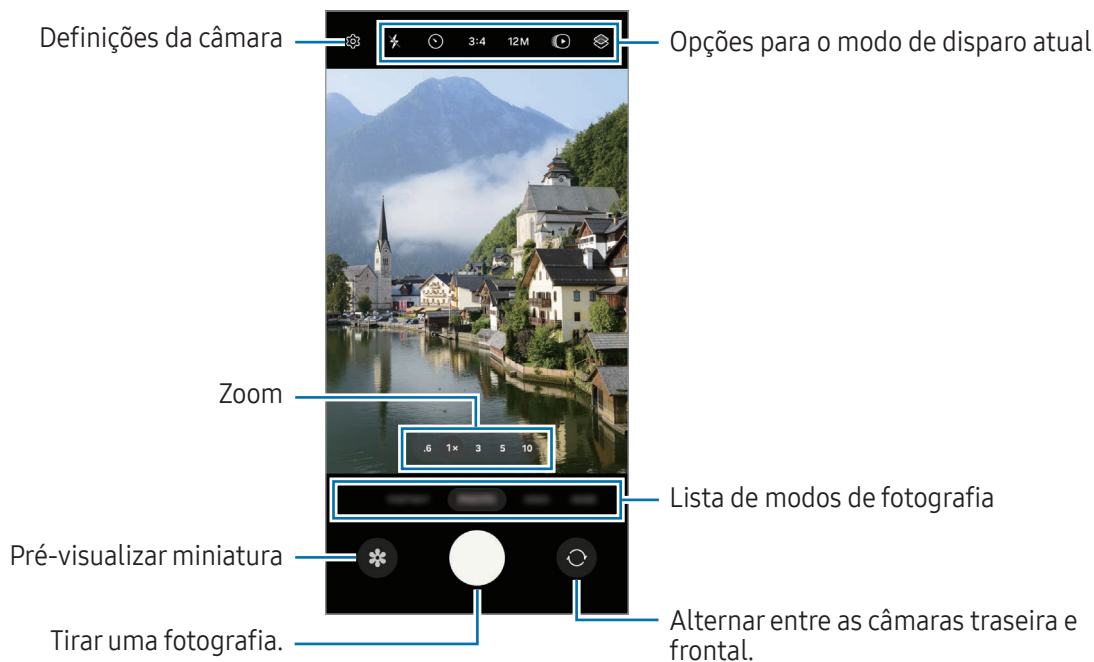 Definições da câmara
3:4
12M
Opções para o modo de disparo atual
Zoom
.6 1× 3 5 10
Lista de modos de fotografia
Pré-visualizar miniatura
Tirar uma fotografia.
Alternar entre as câmaras traseira e
frontal.